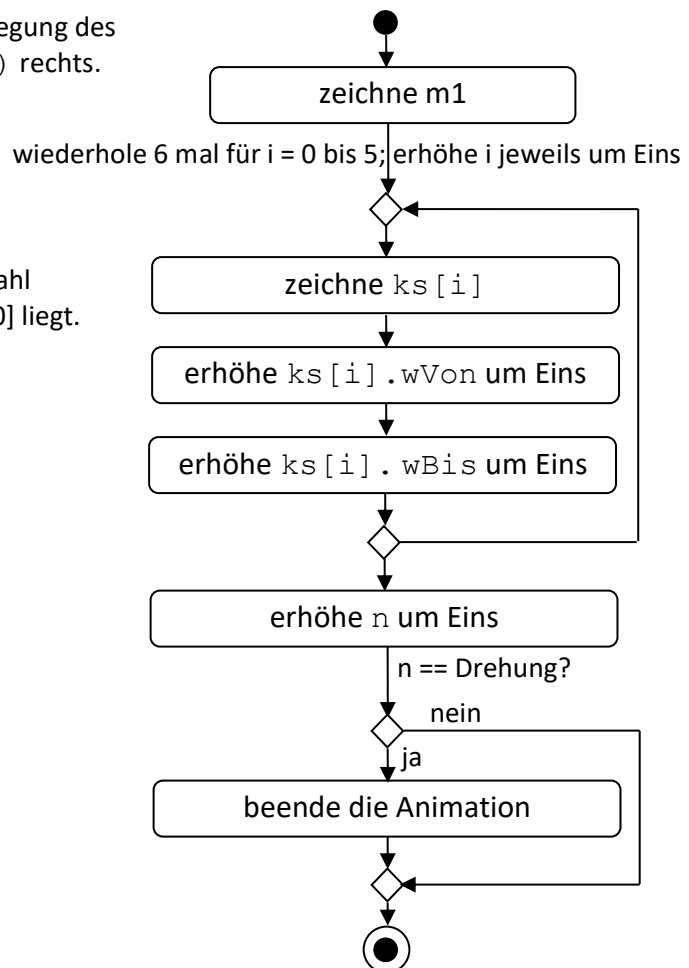 egung des
) rechts.
zeichne m1
wiederhole 6 mal für i = 0 bis 5; erhöhe i jeweils um Eins
ahl
0] liegt.
zeichne ks[i]
erhöhe ks[i].wVon um Eins
erhöhe ks[i]. wBis um Eins
erhöhe n um Eins
n == Drehung?
nein
ja
beende die Animation